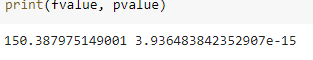 print(fvalue, pvalue)
150.387975149001 3.936483842352907e-15